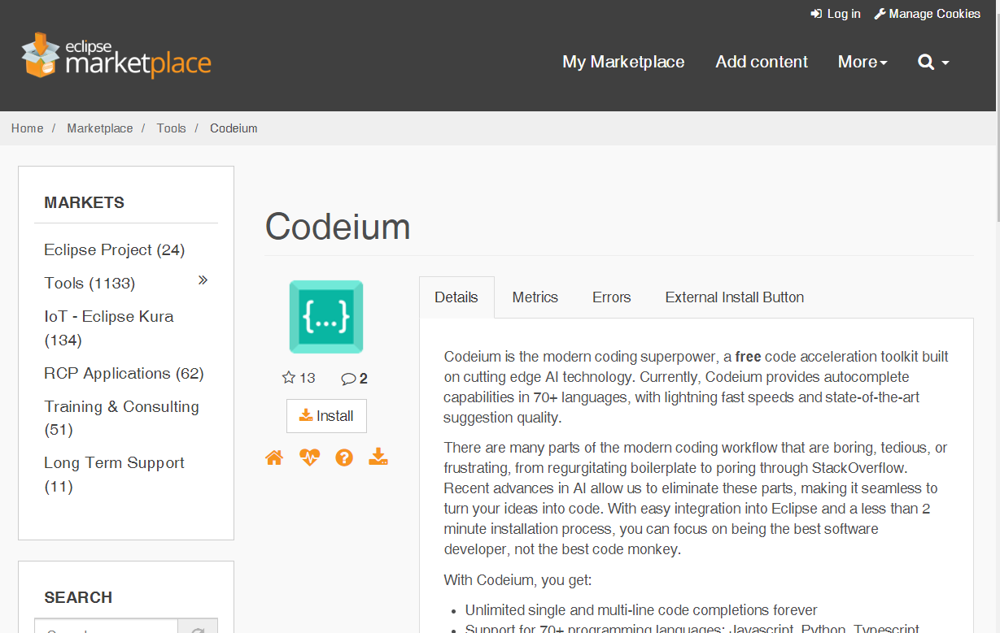 Log in
Manage Cookies
eclipse
marketplace
My Marketplace
Add content
More
Home / Marketplace / Tools / Codeium
MARKETS
Eclipse Project (24)
Tools (1133) »
IoT - Eclipse Kura
(134)
RCP Applications (62)
Training & Consulting
(51)
Long Term Support
(11)
SEARCH
Codeium
{...}
13
2
Install
Details
Metrics
Errors
External Install Button
Codeium is the modern coding superpower, a free code acceleration toolkit built
on cutting edge AI technology. Currently, Codeium provides autocomplete
capabilities in 70+ languages, with lightning fast speeds and state-of-the-art
suggestion quality.
There are many parts of the modern coding workflow that are boring, tedious, or
frustrating, from regurgitating boilerplate to poring through StackOverflow.
Recent advances in AI allow us to eliminate these parts, making it seamless to
turn your ideas into code. With easy integration into Eclipse and a less than 2
minute installation process, you can focus on being the best software
developer, not the best code monkey.
With Codeium, you get:
• Unlimited single and multi-line code completions forever
• Support for 70+ programming languages: Javascript, Python, Typescript,